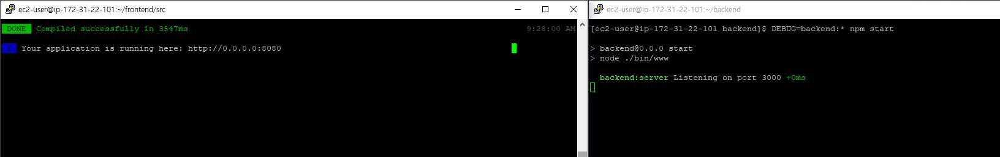 ec2-user@ip-172-31-22-101:~/frontend/src
DONE Compiled successfully in 3547ms 9:28:00 AM
I Your application is running here: http://0.0.0.0:8080
ec2-user@ip-172-31-22-101:~/backend
[ec2-user@ip-172-31-22-101 backend]$ DEBUG=backend:* npm start
> backend@0.0.0 start
> node ./bin/www
backend:server Listening on port 3000 +0ms